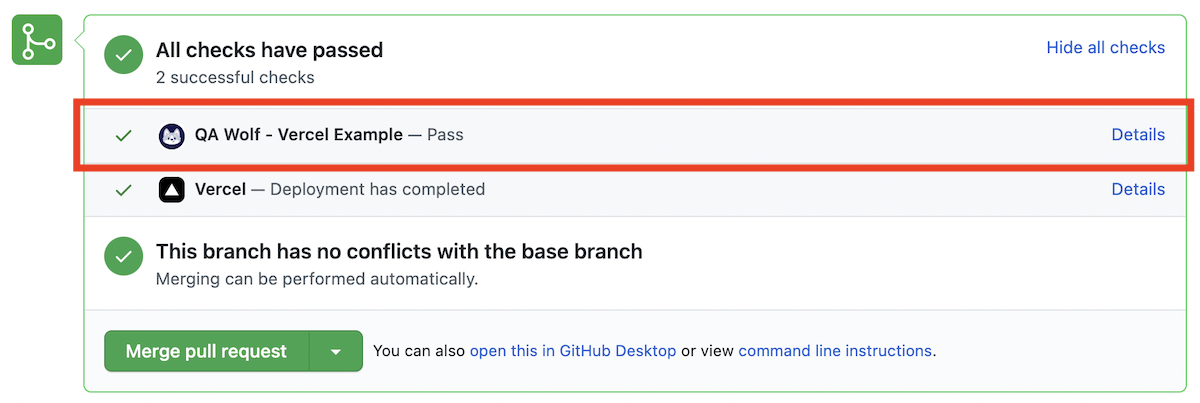 All checks have passed
Hide all checks
2 successful checks
QA Wolf - Vercel Example — Pass
Details
Vercel — Deployment has completed
Details
This branch has no conflicts with the base branch
Merging can be performed automatically.
Merge pull request
You can also open this in GitHub Desktop or view command line instructions.